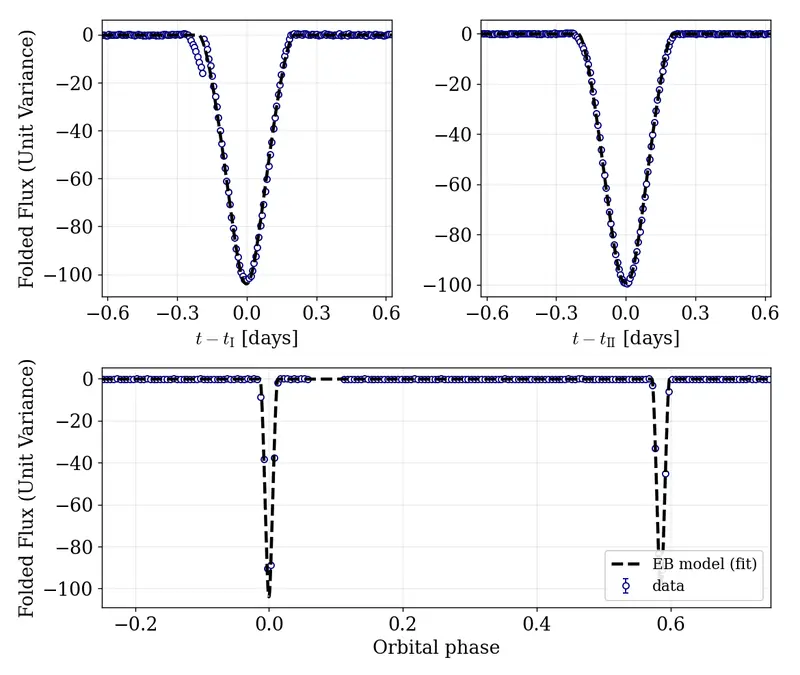 Folded Flux (Unit Variance)
0
−20
−40
−60
−80
−100
−0.6 −0.3 0.0 0.3 0.6
t − t_I [days]
0
−20
−40
−60
−80
−100
−0.6 −0.3 0.0 0.3 0.6
t − t_II [days]
Folded Flux (Unit Variance)
0
−20
−40
−60
−80
−100
−0.2 0.0 0.2 0.4 0.6
Orbital phase
EB model (fit)
data